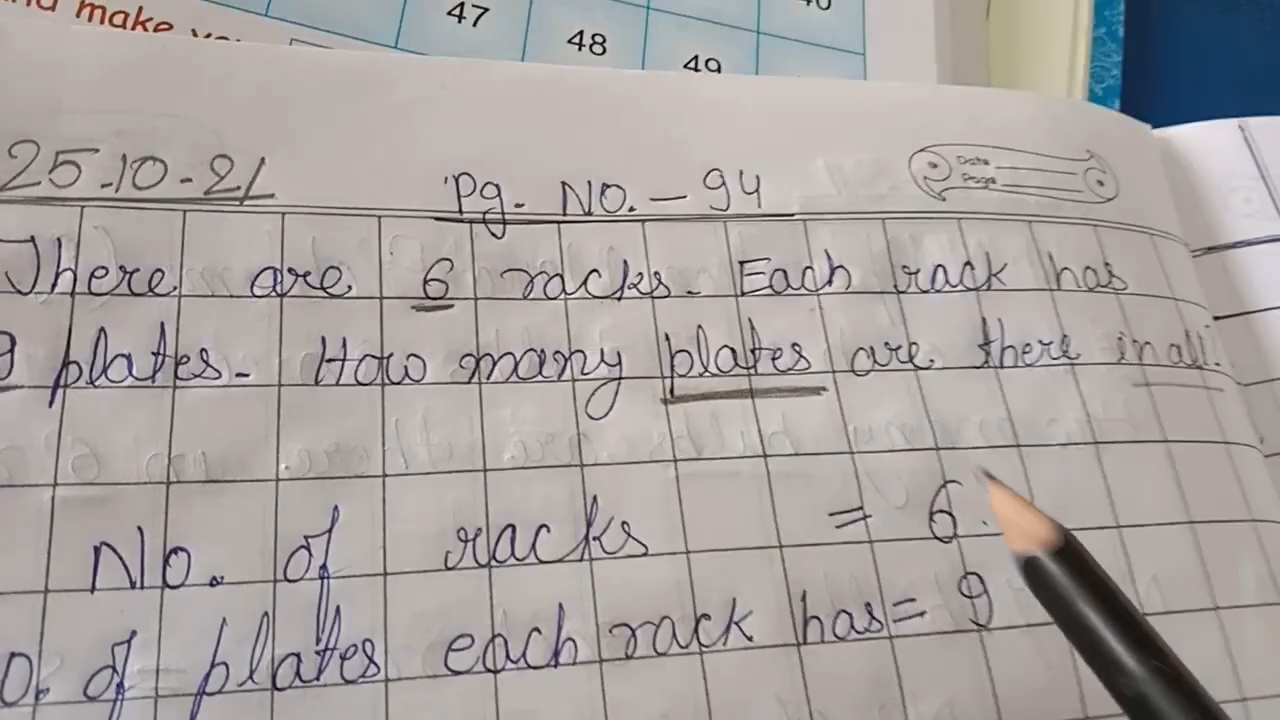 make
47
48
49
25.10.21
Pg. No. - 94
Date
Page
There are 6 racks. Each rack has
9 plates. How many plates are there in all.
No. of racks = 6.
of plates each rack has = 9